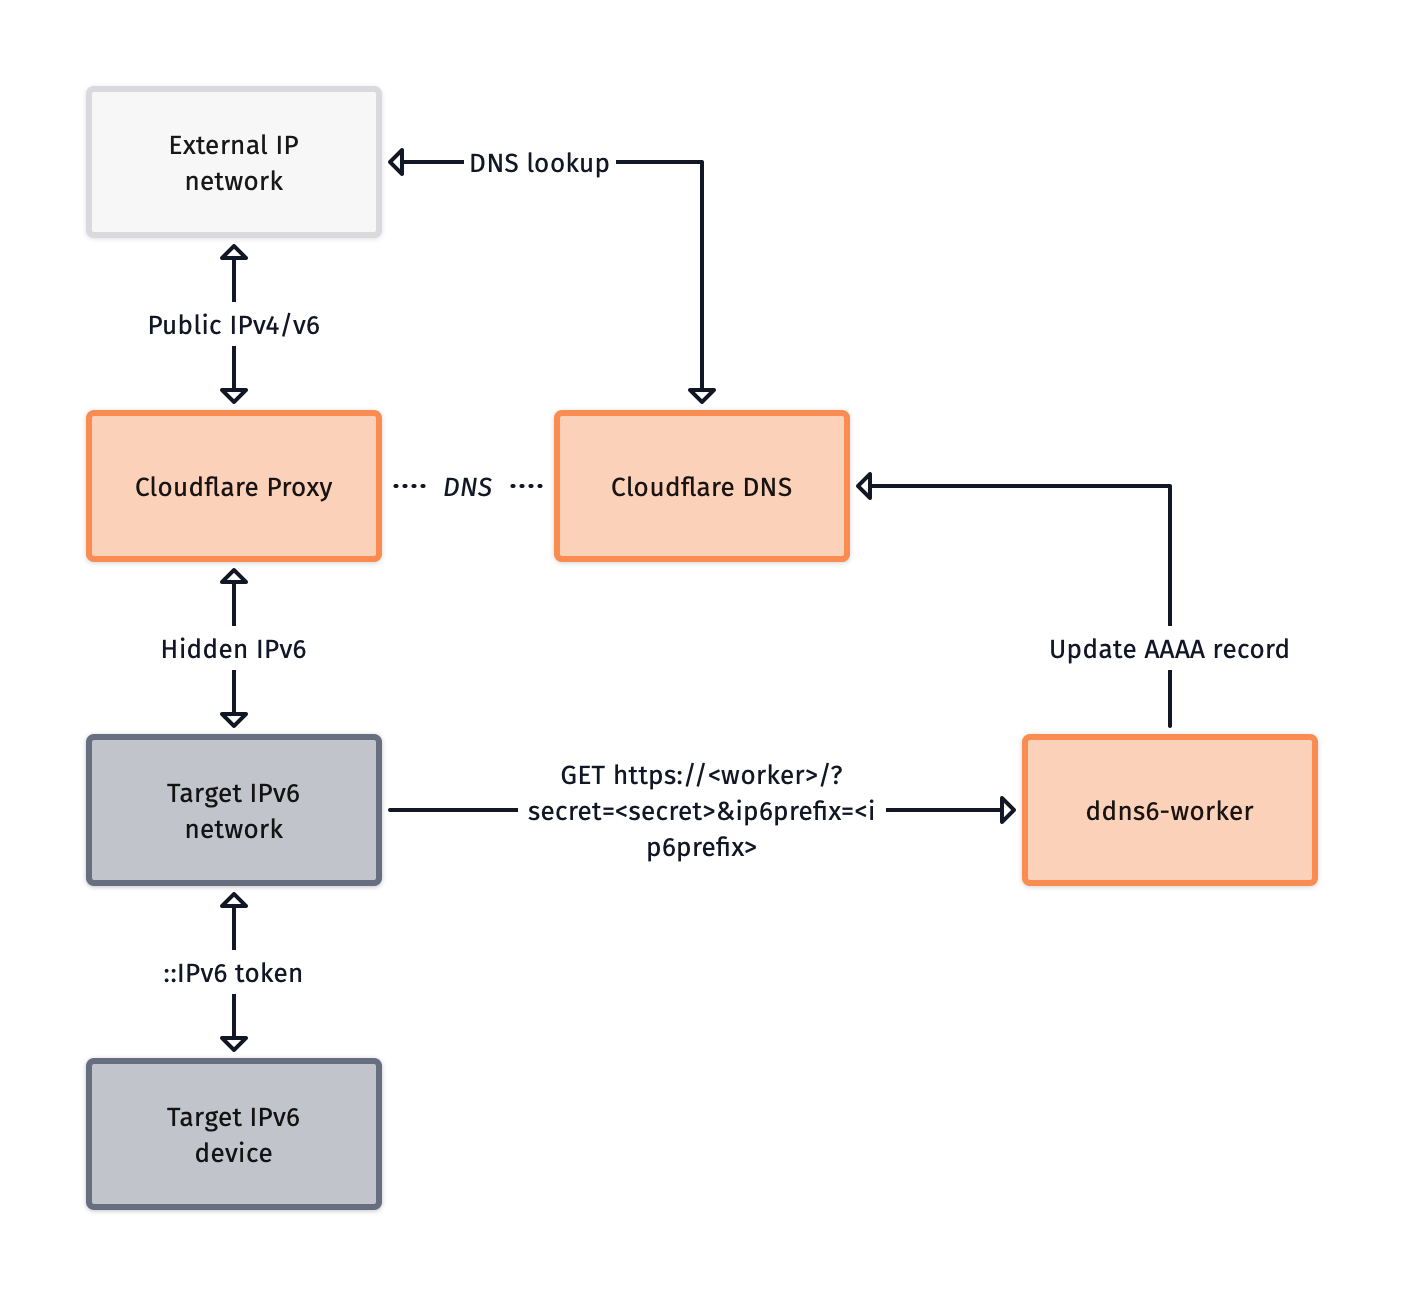 External IP
network
DNS lookup
Public IPv4/v6
Cloudflare Proxy
DNS
Cloudflare DNS
Hidden IPv6
Update AAAA record
Target IPv6
network
GET https://<worker>/?
secret=<secret>&ip6prefix=<i
p6prefix>
ddns6-worker
::IPv6 token
Target IPv6
device